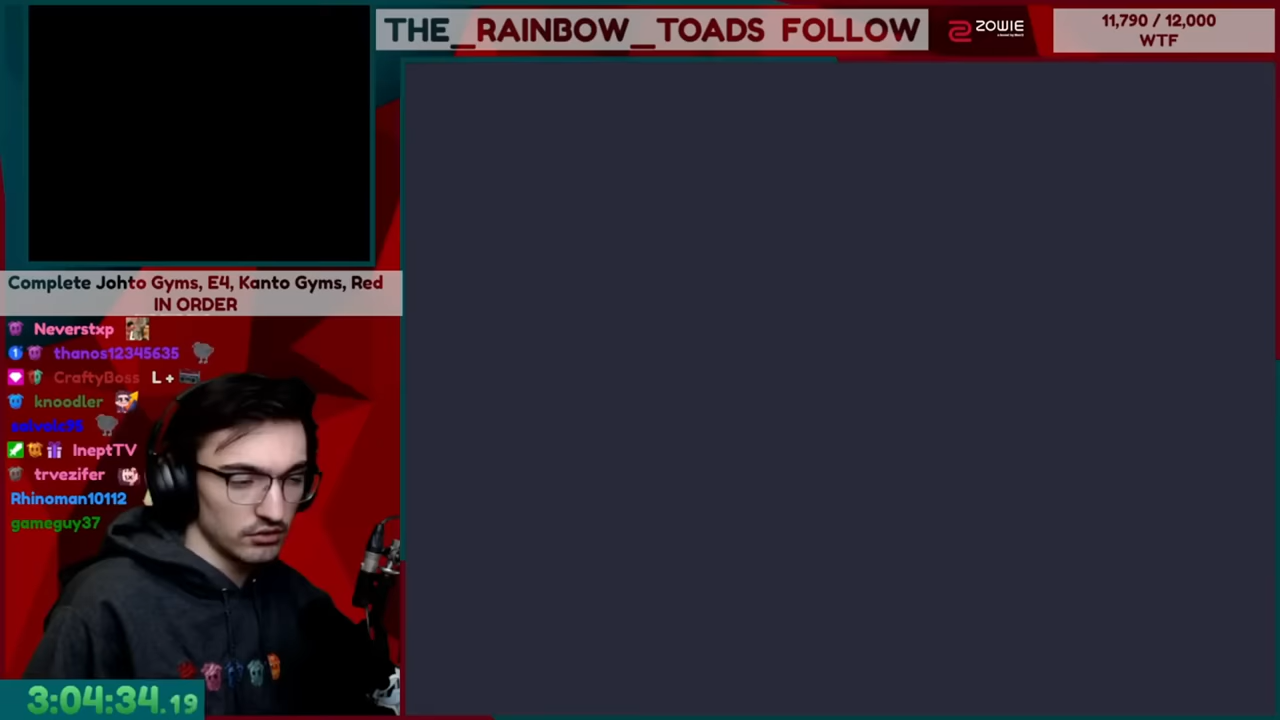 THE_RAINBOW_TOADS FOLLOW
ZOWIE
11,790 / 12,000
WTF
Complete Johto Gyms, E4, Kanto Gyms, Red
IN ORDER
Neverstxp
thanos12345635
CraftyBoss L +
knoodler
salvolc95
IneptTV
trvezifer
Rhinoman10112
gameguy37
3:04:34.19